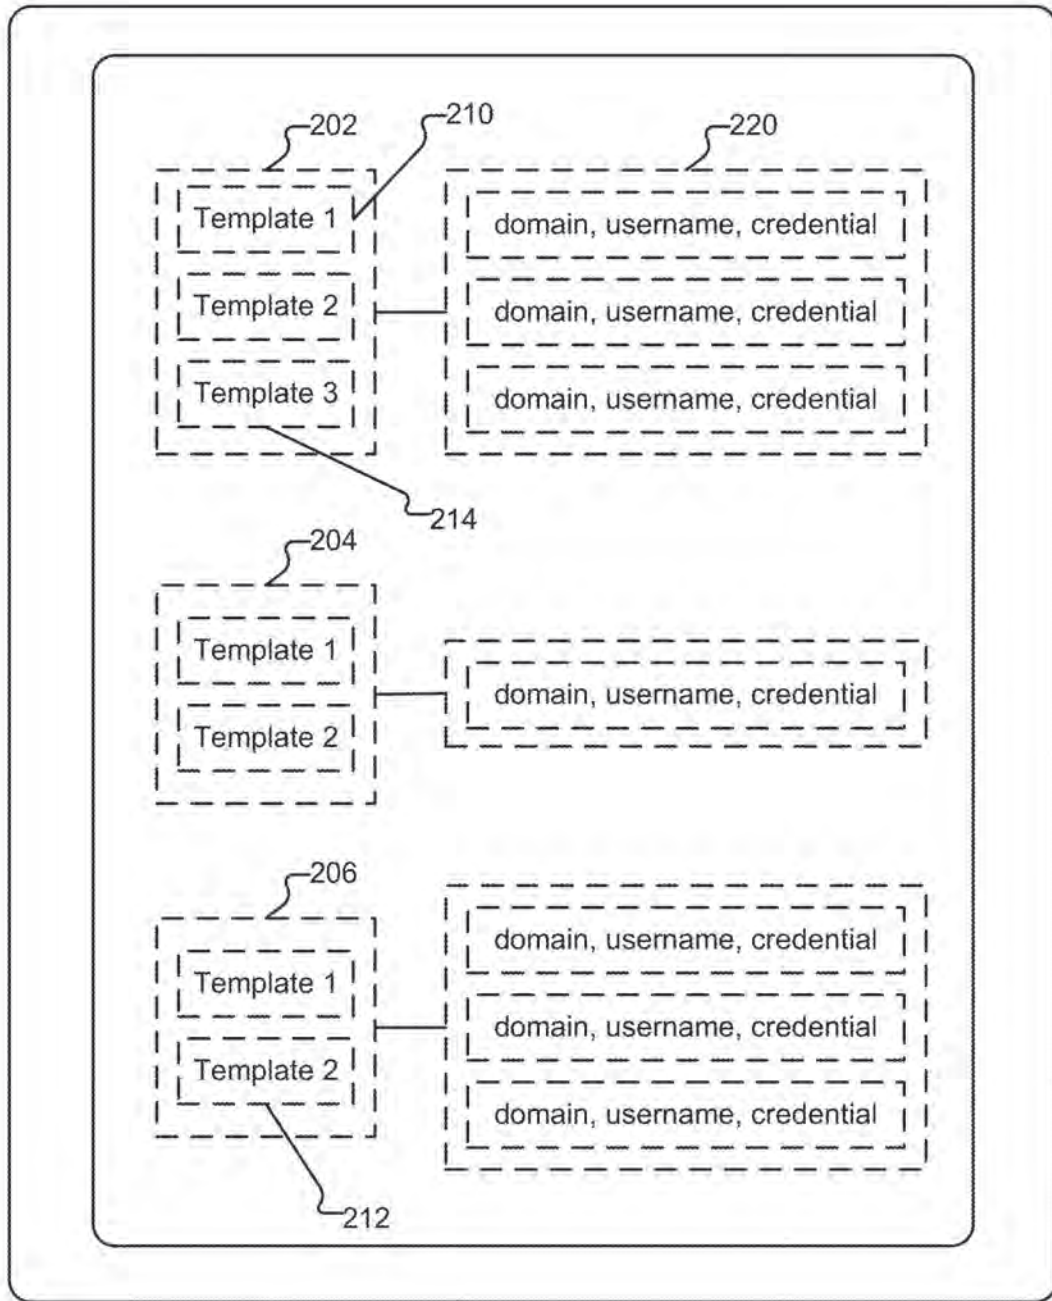 202
210
220
Template 1
domain, username, credential
Template 2
domain, username, credential
Template 3
domain, username, credential
214
204
Template 1
domain, username, credential
Template 2
206
domain, username, credential
Template 1
domain, username, credential
Template 2
domain, username, credential
212